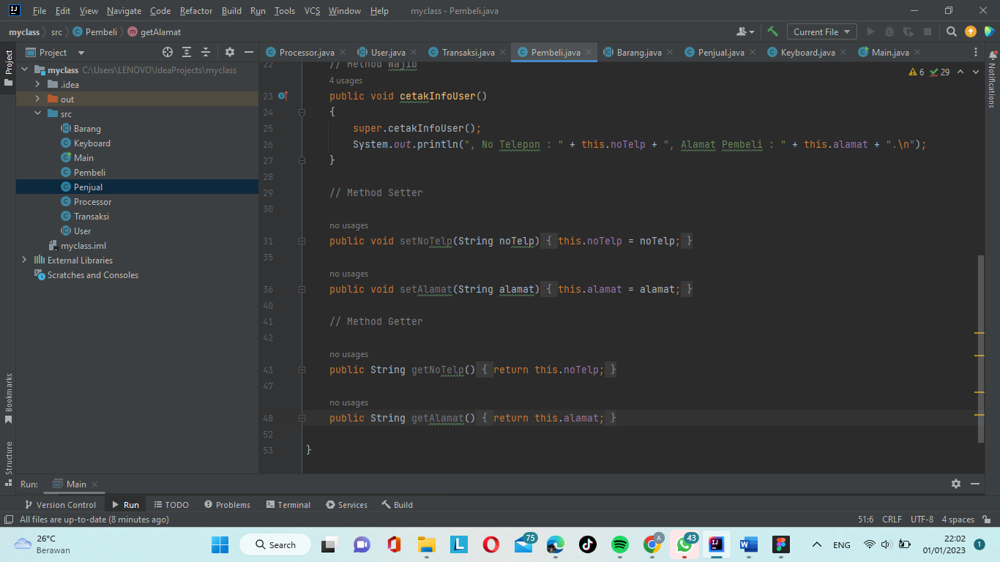 File Edit View Navigate Code Refactor Build Run Tools VCS Window Help myclass - Pembeli.java
myclass src Pembeli getAlamat Current File
Project
Project
Processor.java User.java Transaksi.java Pembeli.java Barang.java Penjual.java Keyboard.java Main.java
myclass C:\Users\LENOVO\IdeaProjects\myclass
.idea
out
src
Barang
Keyboard
Main
Pembeli
Penjual
Processor
Transaksi
User
myclass.iml
External Libraries
Scratches and Consoles
Bookmarks
Structure
Notifications
6 29
22 // Method Wajib
4 usages
23 public void cetakInfoUser()
24 {
25 super.cetakInfoUser();
26 System.out.println(", No Telepon : " + this.noTelp + ", Alamat Pembeli : " + this.alamat + ".\n");
27 }
28
29 // Method Setter
30
no usages
31 public void setNoTelp(String noTelp) { this.noTelp = noTelp; }
35
no usages
36 public void setAlamat(String alamat) { this.alamat = alamat; }
40
41 // Method Getter
42
no usages
43 public String getNoTelp() { return this.noTelp; }
47
no usages
48 public String getAlamat() { return this.alamat; }
52
53 }
Run: Main
Version Control Run TODO Problems Terminal Services Build
All files are up-to-date (8 minutes ago) 51:6 CRLF UTF-8 4 spaces
26°C
Berawan
Search
75
43
ENG
22:02
01/01/2023
1